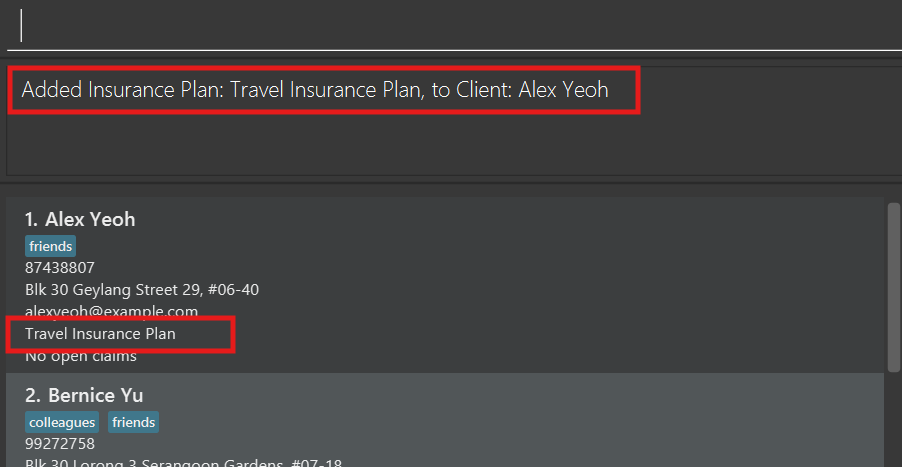 Added Insurance Plan: Travel Insurance Plan, to Client: Alex Yeoh
1. Alex Yeoh
friends
87438807
Blk 30 Geylang Street 29, #06-40
alexyeoh@example.com
Travel Insurance Plan
No open claims
2. Bernice Yu
colleagues friends
99272758
Blk 30 Lorong 3 Serangoon Gardens, #07-18